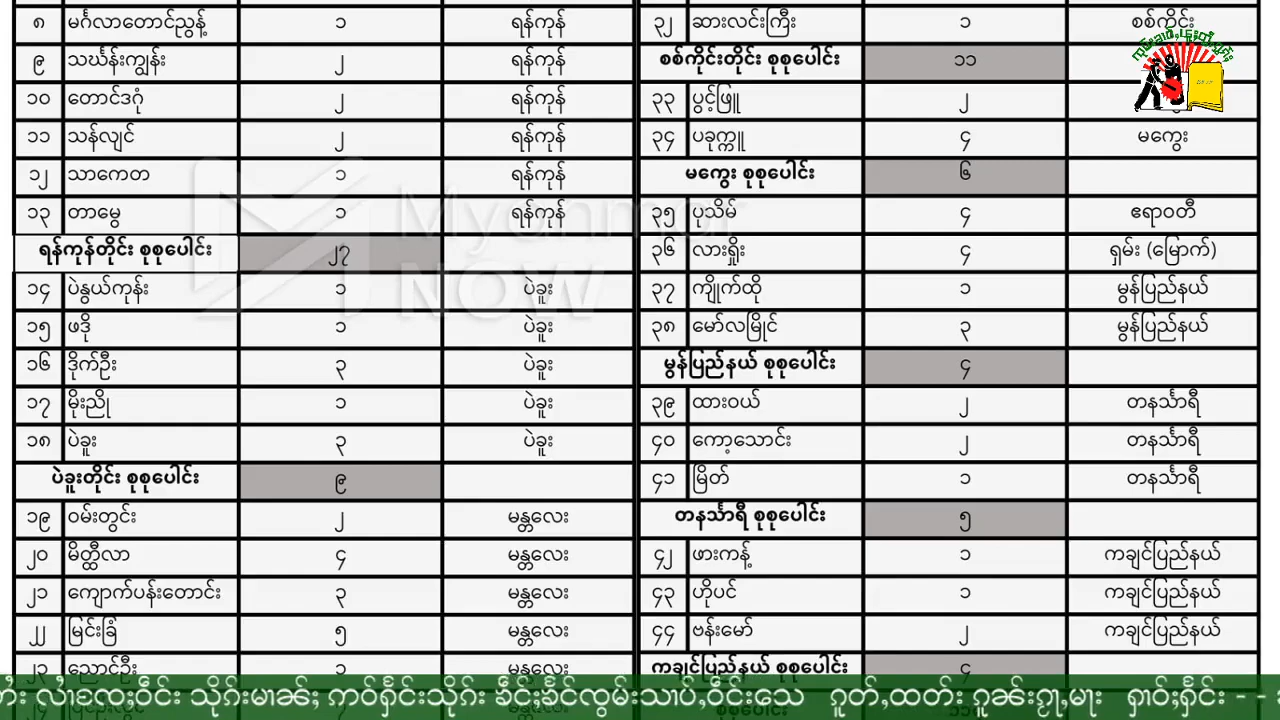 ၈ မင်္ဂလာတောင်ညွန့် ၁ ရန်ကုန်
၉ သင်္ဃန်းကျွန်း ၂ ရန်ကုန်
၁၀ တောင်ဒဂုံ ၂ ရန်ကုန်
၁၁ သန်လျင် ၂ ရန်ကုန်
၁၂ သာကေတ ၁ ရန်ကုန်
၁၃ တာမွေ ၁ ရန်ကုန်
ရန်ကုန်တိုင်း စုစုပေါင်း ၂၇
၁၄ ပဲနွယ်ကုန်း ၁ ပဲခူး
၁၅ ဖဒို ၁ ပဲခူး
၁၆ ဒိုက်ဦး ၃ ပဲခူး
၁၇ မိုးညို ၁ ပဲခူး
၁၈ ပဲခူး ၃ ပဲခူး
ပဲခူးတိုင်း စုစုပေါင်း ၉
၁၉ ဝမ်းတွင်း ၂ မန္တလေး
၂၀ မိတ္ထီလာ ၄ မန္တလေး
၂၁ ကျောက်ပန်းတောင်း ၃ မန္တလေး
၂၂ မြင်းခြံ ၅ မန္တလေး
၂၃ ညောင်ဦး ၁ မန္တလေး
၃၂ ဆားလင်းကြီး ၁ စစ်ကိုင်း
စစ်ကိုင်းတိုင်း စုစုပေါင်း ၁၁
၃၃ ပွင့်ဖြူ ၂
၃၄ ပခုက္ကူ ၄ မကွေး
မကွေး စုစုပေါင်း ၆
၃၅ ပုသိမ် ၄ ဧရာဝတီ
၃၆ လားရှိုး ၄ ရှမ်း (မြောက်)
၃၇ ကျိုက်ထို ၁ မွန်ပြည်နယ်
၃၈ မော်လမြိုင် ၃ မွန်ပြည်နယ်
မွန်ပြည်နယ် စုစုပေါင်း ၄
၃၉ ထားဝယ် ၂ တနင်္သာရီ
၄၀ ကော့သောင်း ၂ တနင်္သာရီ
၄၁ မြိတ် ၁ တနင်္သာရီ
တနင်္သာရီ စုစုပေါင်း ၅
၄၂ ဖားကန့် ၁ ကချင်ပြည်နယ်
၄၃ ဟိုပင် ၁ ကချင်ပြည်နယ်
၄၄ ဗန်းမော် ၂ ကချင်ပြည်နယ်
ကချင်ပြည်နယ် စုစုပေါင်း ၄
Myanmar
NOW